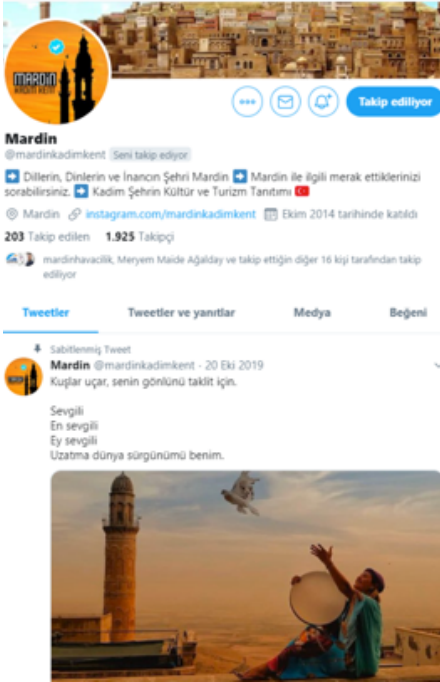 MARDİN
KADİM KENT
Takip ediliyor
Mardin
@mardinkadimkent Seni takip ediyor
➡ Dillerin, Dinlerin ve İnancın Şehri Mardin ➡ Mardin ile ilgili merak ettiklerinizi
sorabilirsiniz. ➡ Kadim Şehrin Kültür ve Turizm Tanıtımı 🇹🇷
Mardin instagram.com/mardinkadimkent Ekim 2014 tarihinde katıldı
203 Takip edilen 1.925 Takipçi
mardinhavacilik, Meryem Maide Ağalday ve takip ettiğin diğer 16 kişi tarafından takip
ediliyor
Tweetler Tweetler ve yanıtlar Medya Beğeni
Sabitlenmiş Tweet
Mardin @mardinkadimkent - 20 Eki 2019
Kuşlar uçar, senin gönlünü taklit için.
Sevgili
En sevgili
Ey sevgili
Uzatma dünya sürgünümü benim.